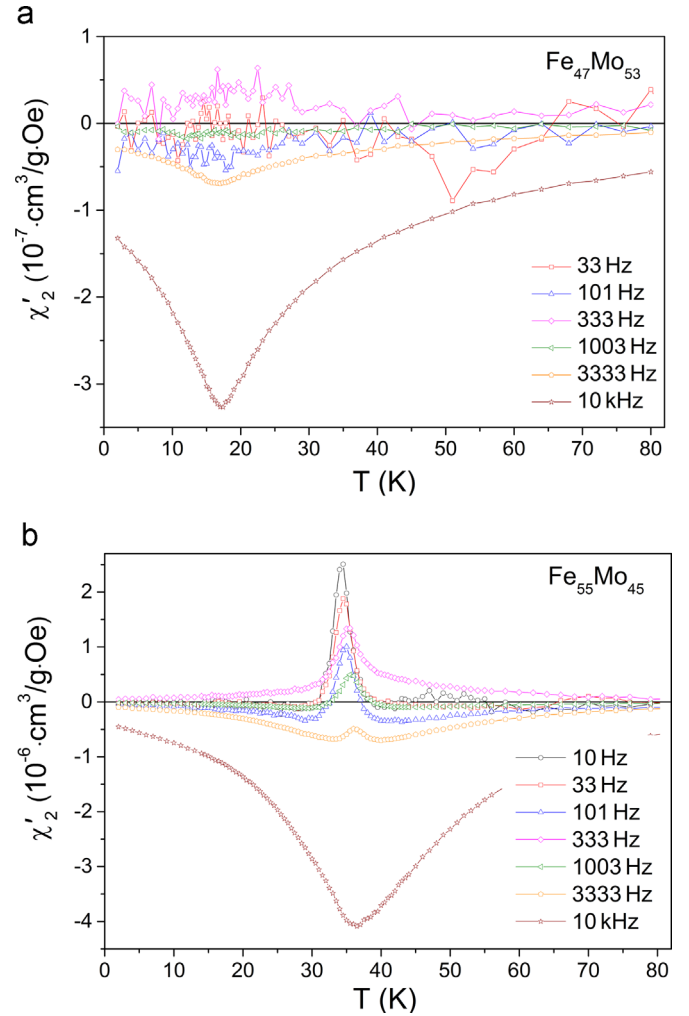 a
Fe47Mo53
1
0
-1
-2
-3
χ′2 (10-7·cm3/g·Oe)
33 Hz
101 Hz
333 Hz
1003 Hz
3333 Hz
10 kHz
0 10 20 30 40 50 60 70 80
T (K)
b
Fe55Mo45
2
1
0
-1
-2
-3
-4
χ′2 (10-6·cm3/g·Oe)
10 Hz
33 Hz
101 Hz
333 Hz
1003 Hz
3333 Hz
10 kHz
0 10 20 30 40 50 60 70 80
T (K)